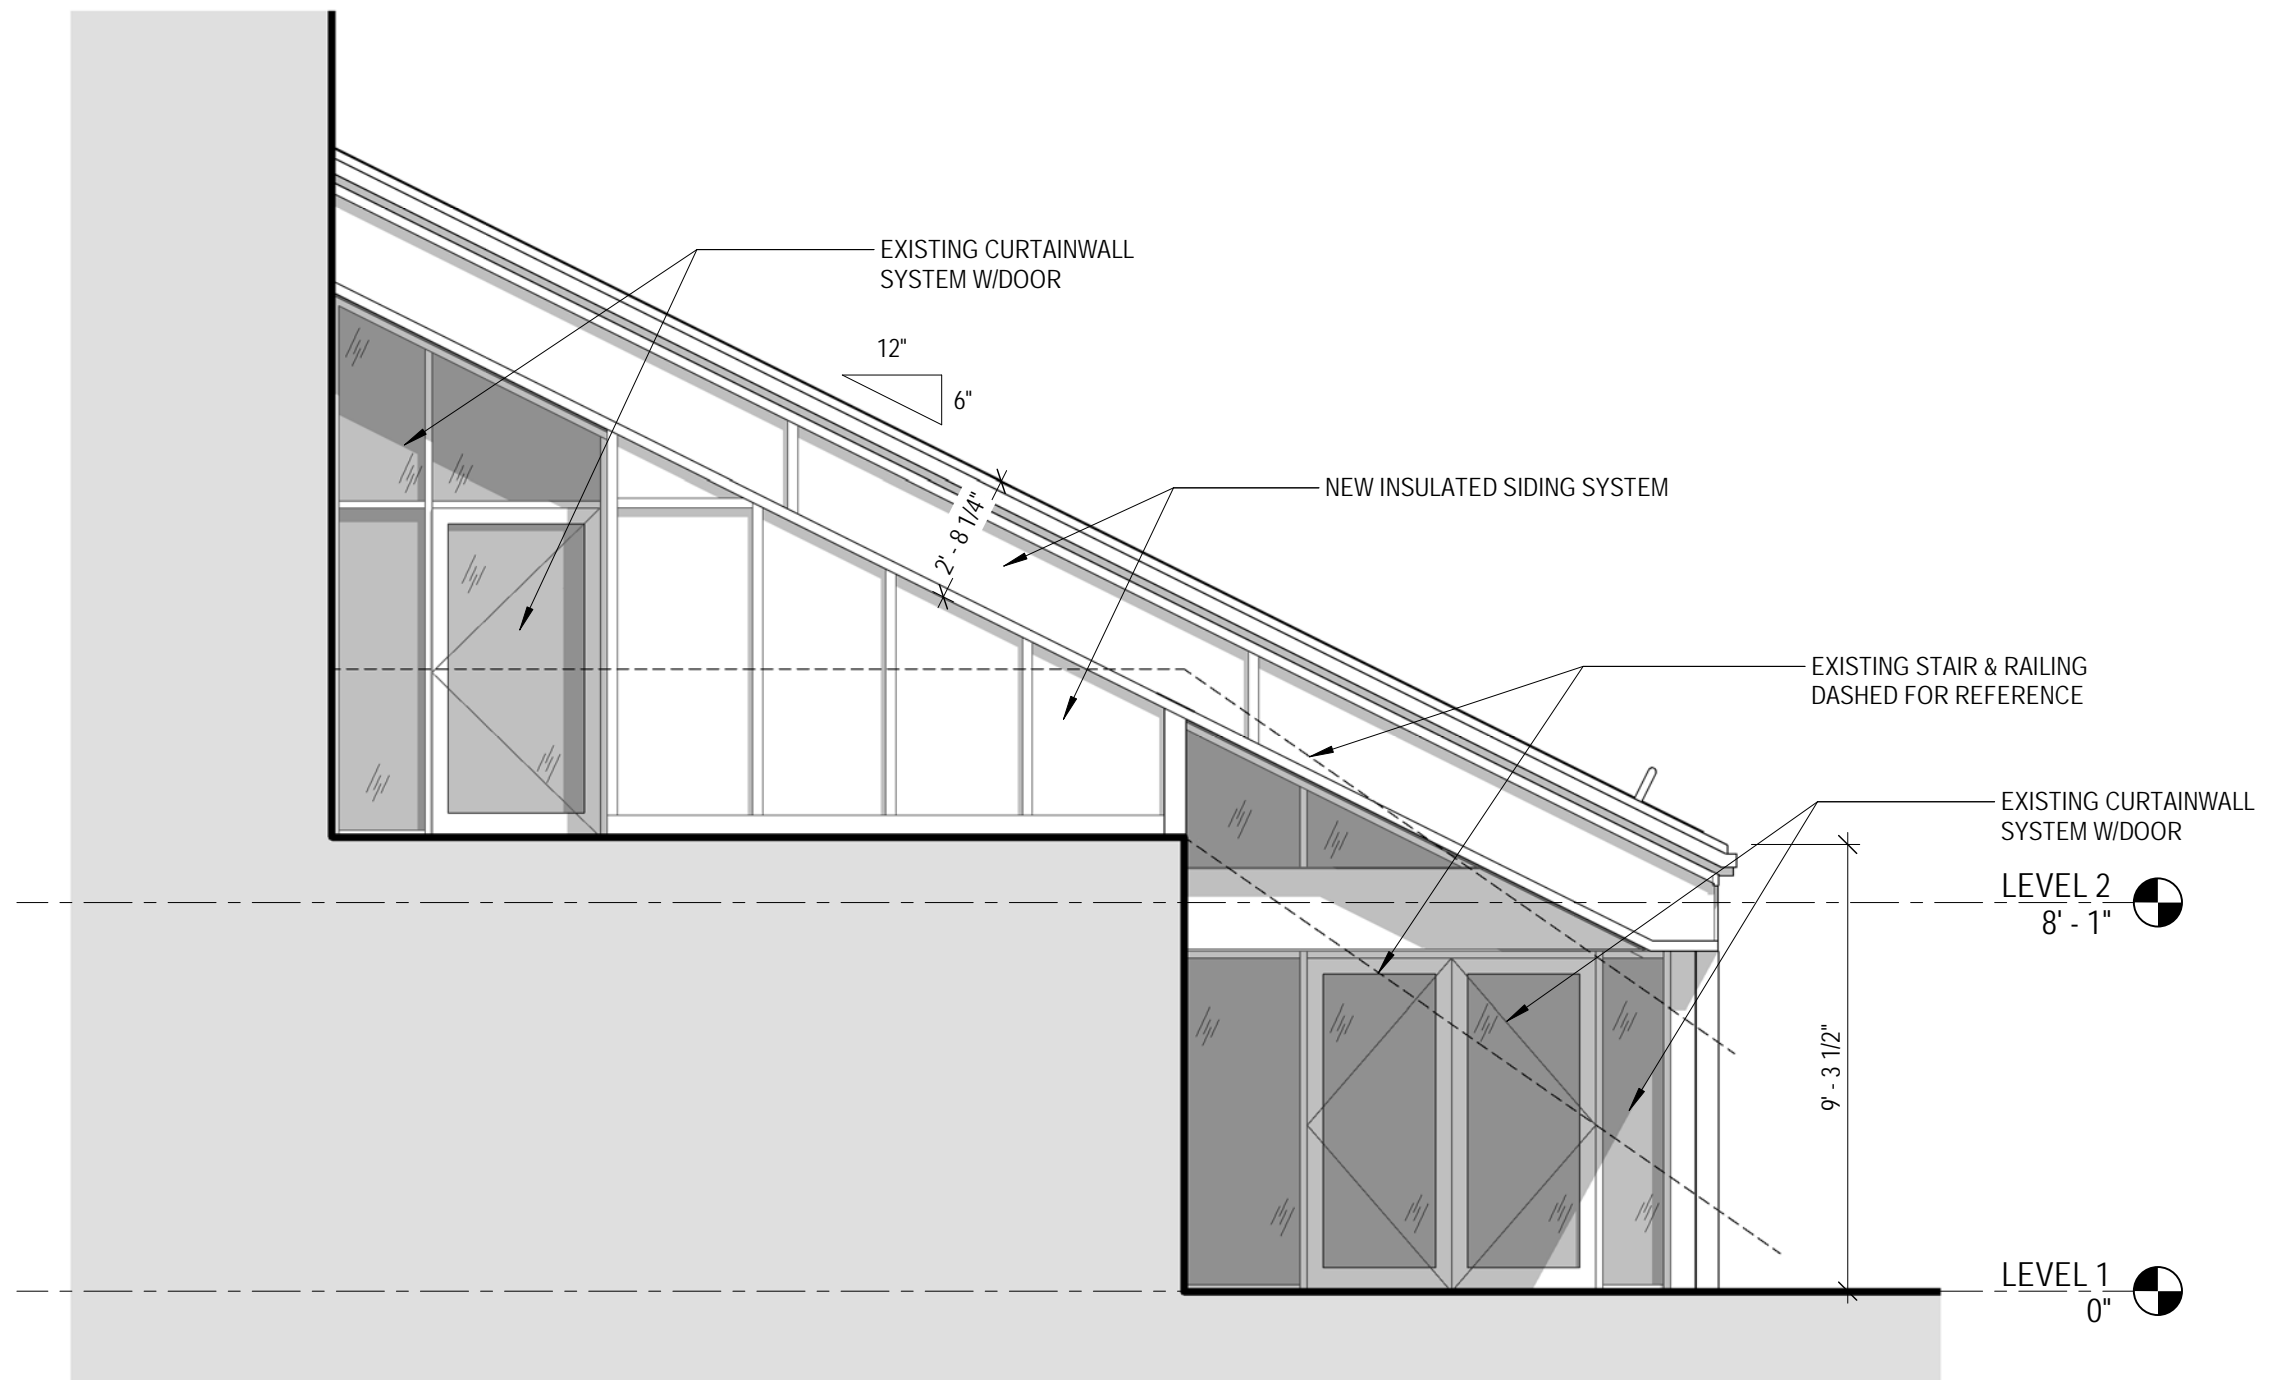 EXISTING CURTAINWALL
SYSTEM W/DOOR
12"
6"
NEW INSULATED SIDING SYSTEM
2' - 8 1/4"
EXISTING STAIR & RAILING
DASHED FOR REFERENCE
EXISTING CURTAINWALL
SYSTEM W/DOOR
LEVEL 2
8' - 1"
9' - 3 1/2"
LEVEL 1
0"